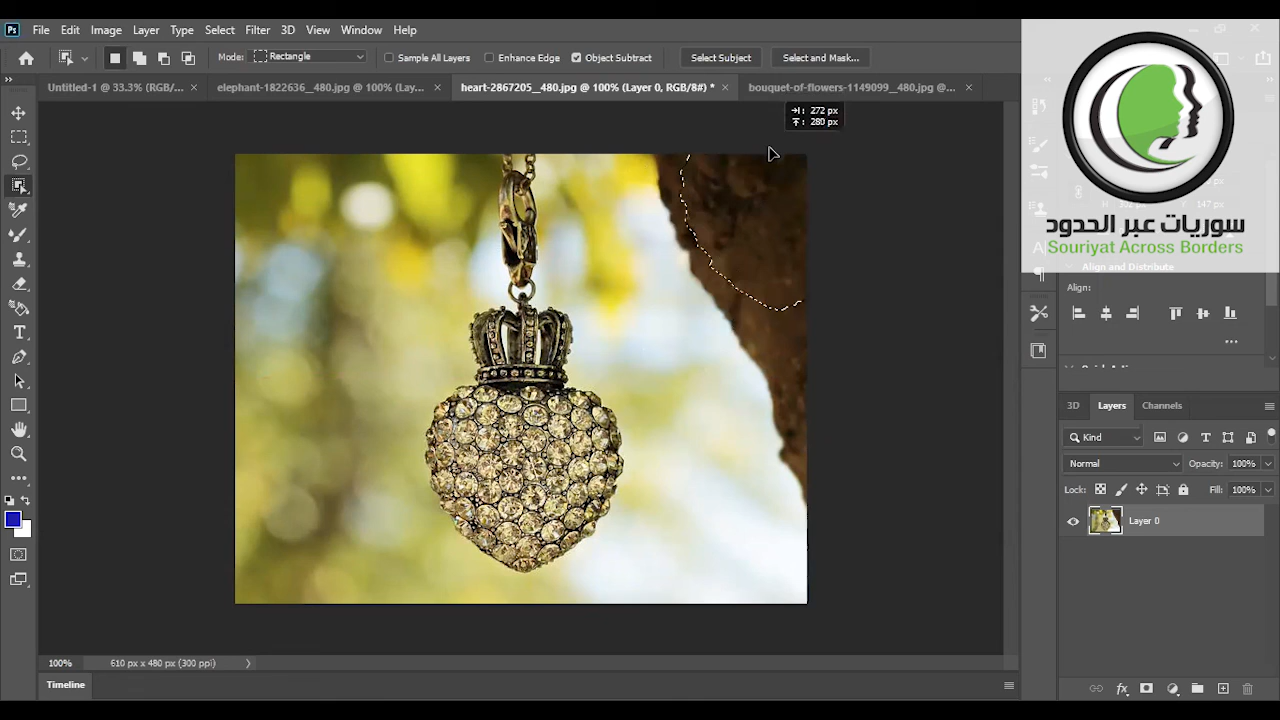 Ps File Edit Image Layer Type Select Filter 3D View Window Help
Mode: Rectangle Sample All Layers Enhance Edge Object Subtract Select Subject Select and Mask...
Untitled-1 @ 33.3% (RGB/... × elephant-1822636__480.jpg @ 100% (Lay... × heart-2867205__480.jpg @ 100% (Layer 0, RGB/8#) * × bouquet-of-flowers-1149099__480.jpg @... ×
272 px
280 px
147 px
سوريات عبر الحدود
Souriyat Across Borders
Align and Distribute
Align:
3D Layers Channels
Kind
Normal Opacity: 100%
Lock: Fill: 100%
Layer 0
100% 610 px x 480 px (300 ppi)
Timeline